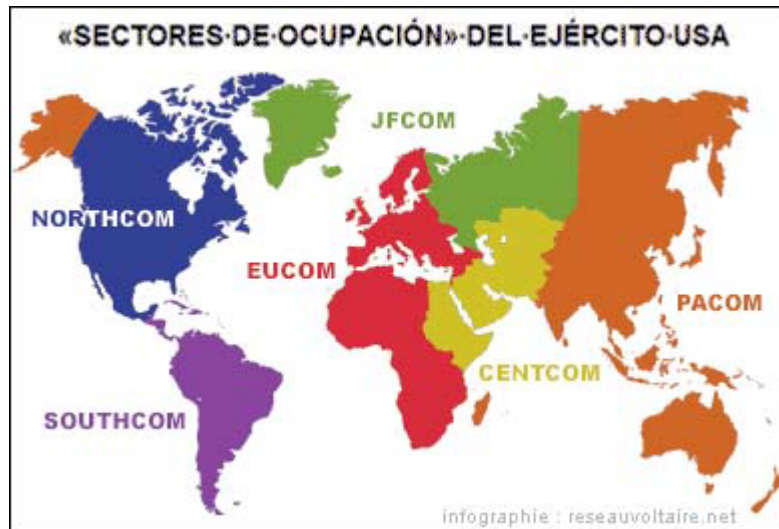 «SECTORES·DE·OCUPACIÓN»·DEL·EJÉRCITO·USA
JFCOM
NORTHCOM
EUCOM
PACOM
CENTCOM
SOUTHCOM
infographie : reseauvoltaire.net